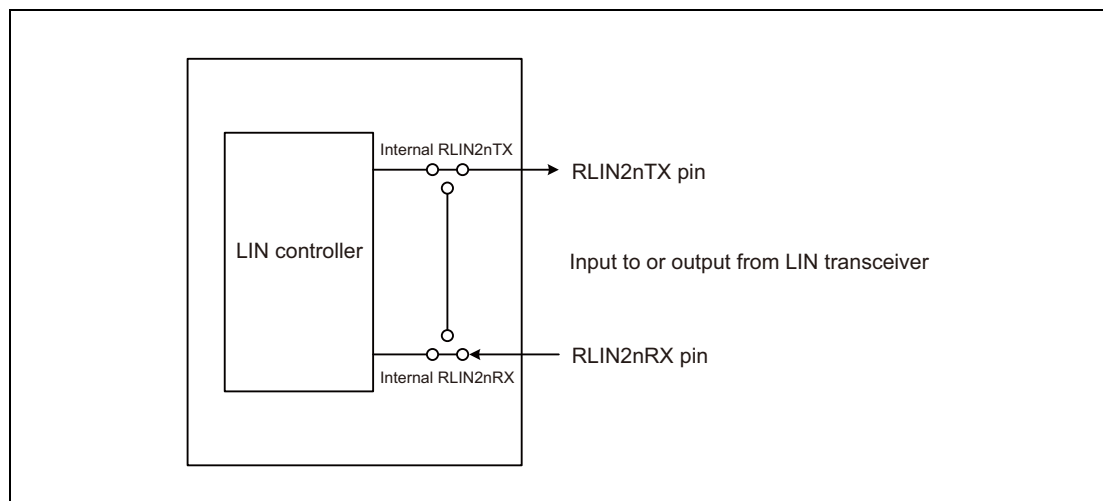 Internal RLIN2nTX
RLIN2nTX pin
LIN controller
Input to or output from LIN transceiver
RLIN2nRX pin
Internal RLIN2nRX